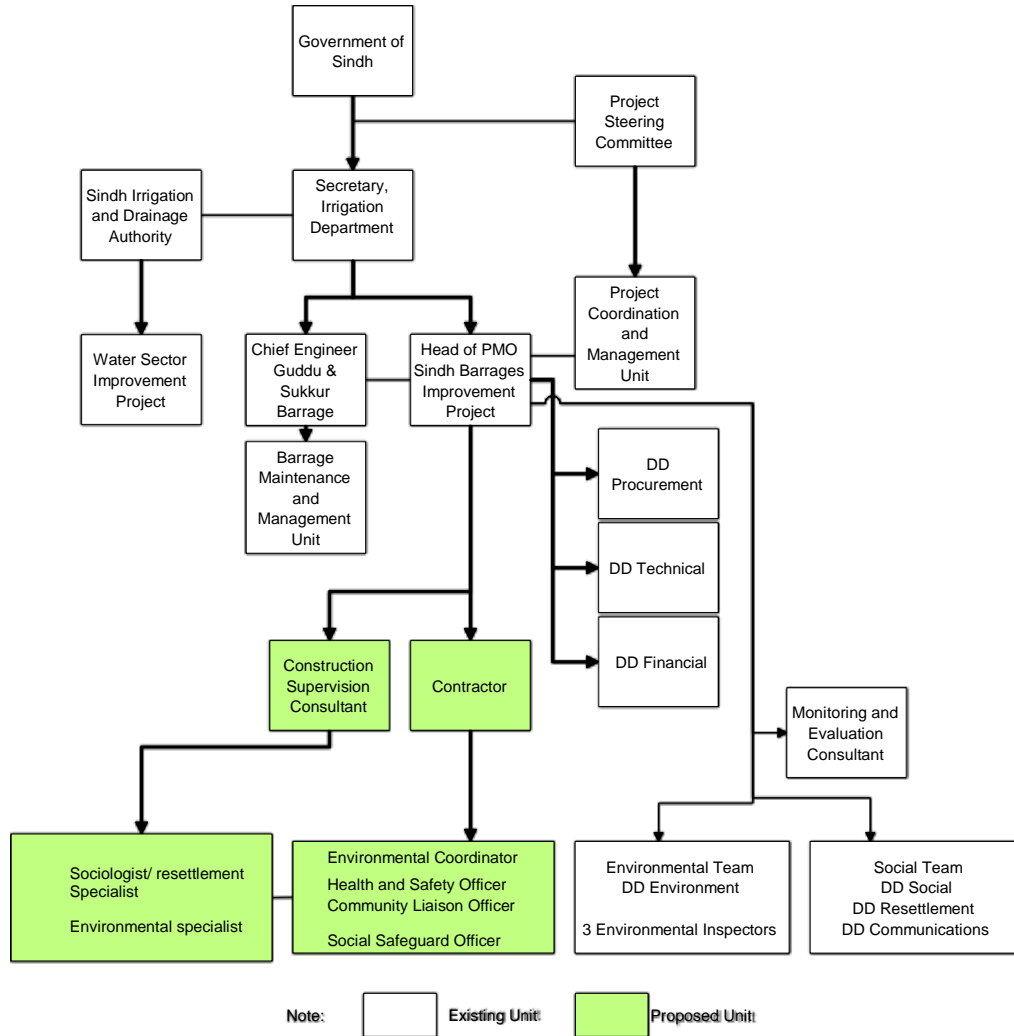 Government of
Sindh
Project
Steering
Committee
Sindh Irrigation
and Drainage
Authority
Secretary,
Irrigation
Department
Project
Coordination
and
Management
Unit
Water Sector
Improvement
Project
Chief Engineer
Guddu &
Sukkur
Barrage
Head of PMO
Sindh Barrages
Improvement
Project
Barrage
Maintenance
and
Management
Unit
DD
Procurement
DD Technical
DD Financial
Construction
Supervision
Consultant
Contractor
Monitoring and
Evaluation
Consultant
Sociologist/ resettlement
Specialist
Environmental specialist
Environmental Coordinator
Health and Safety Officer
Community Liaison Officer
Social Safeguard Officer
Environmental Team
DD Environment
3 Environmental Inspectors
Social Team
DD Social
DD Resettlement
DD Communications
Note:
Existing Unit
Proposed Unit